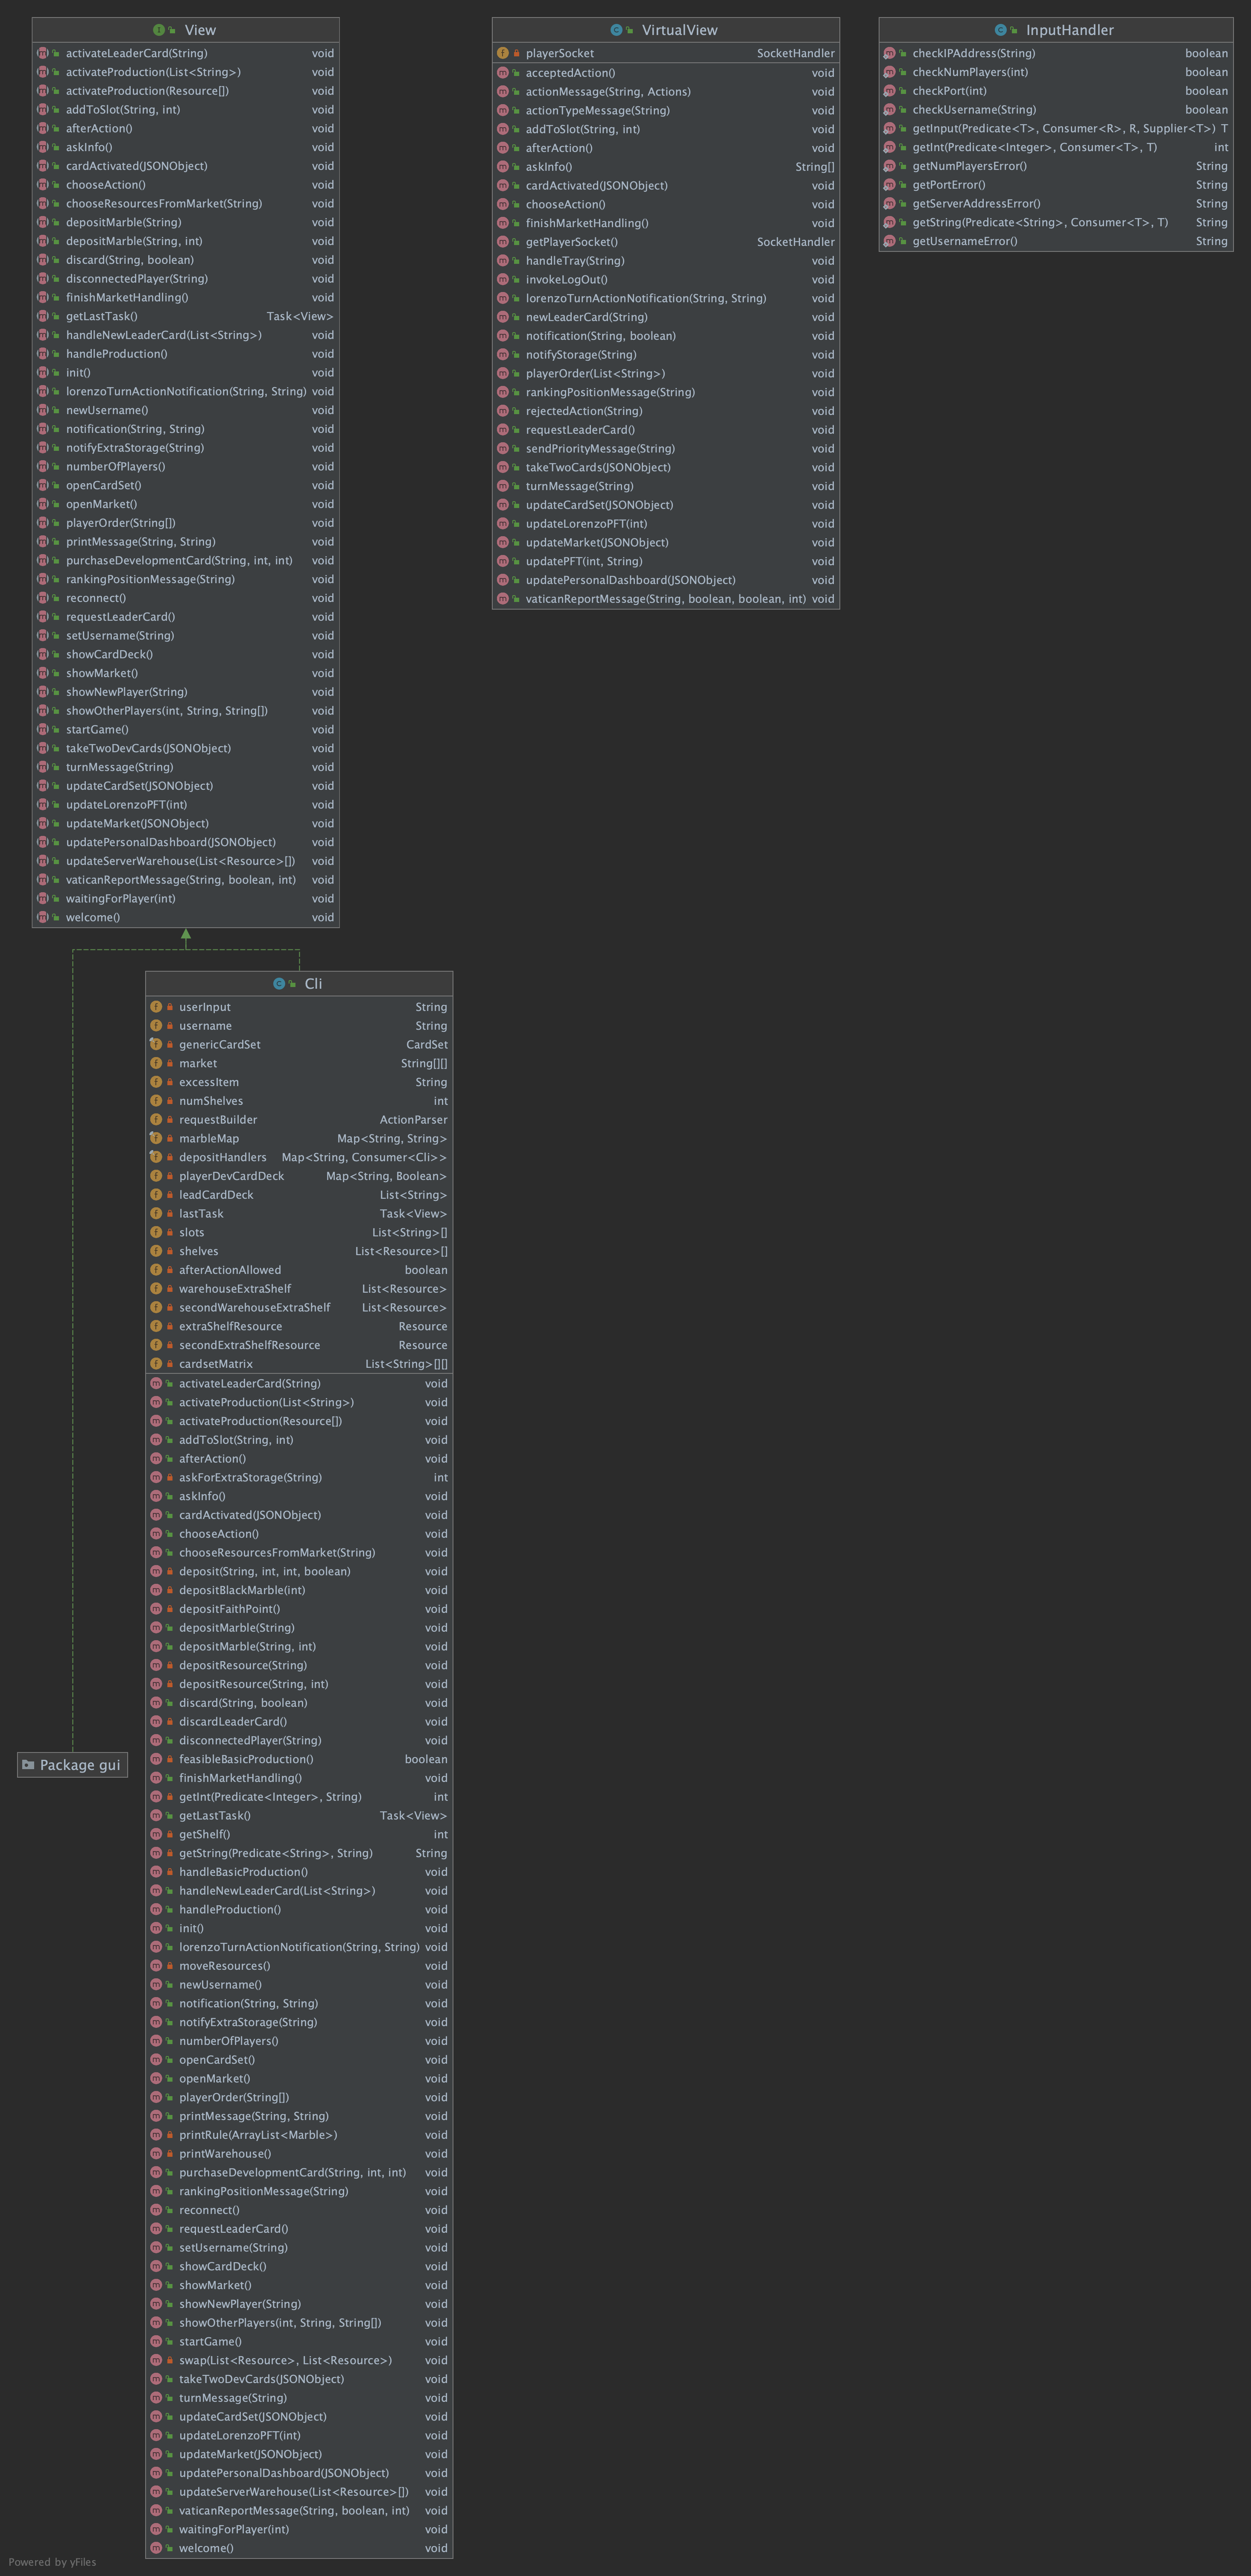 View
activateLeaderCard(String) void
activateProduction(List<String>) void
activateProduction(Resource[]) void
addToSlot(String, int) void
afterAction() void
askInfo() void
cardActivated(JSONObject) void
chooseAction() void
chooseResourcesFromMarket(String) void
depositMarble(String) void
depositMarble(String, int) void
discard(String, boolean) void
disconnectedPlayer(String) void
finishMarketHandling() void
getLastTask() Task<View>
handleNewLeaderCard(List<String>) void
handleProduction() void
init() void
lorenzoTurnActionNotification(String, String) void
newUsername() void
notification(String, String) void
notifyExtraStorage(String) void
numberOfPlayers() void
openCardSet() void
openMarket() void
playerOrder(String[]) void
printMessage(String, String) void
purchaseDevelopmentCard(String, int, int) void
rankingPositionMessage(String) void
reconnect() void
requestLeaderCard() void
setUsername(String) void
showCardDeck() void
showMarket() void
showNewPlayer(String) void
showOtherPlayers(int, String, String[]) void
startGame() void
takeTwoDevCards(JSONObject) void
turnMessage(String) void
updateCardSet(JSONObject) void
updateLorenzoPFT(int) void
updateMarket(JSONObject) void
updatePersonalDashboard(JSONObject) void
updateServerWarehouse(List<Resource>[]) void
vaticanReportMessage(String, boolean, int) void
waitingForPlayer(int) void
welcome() void
VirtualView
playerSocket SocketHandler
acceptedAction() void
actionMessage(String, Actions) void
actionTypeMessage(String) void
addToSlot(String, int) void
afterAction() void
askInfo() String[]
cardActivated(JSONObject) void
chooseAction() void
finishMarketHandling() void
getPlayerSocket() SocketHandler
handleTray(String) void
invokeLogOut() void
lorenzoTurnActionNotification(String, String) void
newLeaderCard(String) void
notification(String, boolean) void
notifyStorage(String) void
playerOrder(List<String>) void
rankingPositionMessage(String) void
rejectedAction(String) void
requestLeaderCard() void
sendPriorityMessage(String) void
takeTwoCards(JSONObject) void
turnMessage(String) void
updateCardSet(JSONObject) void
updateLorenzoPFT(int) void
updateMarket(JSONObject) void
updatePFT(int, String) void
updatePersonalDashboard(JSONObject) void
vaticanReportMessage(String, boolean, boolean, int) void
InputHandler
checkIPAddress(String) boolean
checkNumPlayers(int) boolean
checkPort(int) boolean
checkUsername(String) boolean
getInput(Predicate<T>, Consumer<R>, R, Supplier<T>) T
getInt(Predicate<Integer>, Consumer<T>, T) int
getNumPlayersError() String
getPortError() String
getServerAddressError() String
getString(Predicate<String>, Consumer<T>, T) String
getUsernameError() String
Cli
userInput String
username String
genericCardSet CardSet
market String[][]
excessItem String
numShelves int
requestBuilder ActionParser
marbleMap Map<String, String>
depositHandlers Map<String, Consumer<Cli>>
playerDevCardDeck Map<String, Boolean>
leadCardDeck List<String>
lastTask Task<View>
slots List<String>[]
shelves List<Resource>[]
afterActionAllowed boolean
warehouseExtraShelf List<Resource>
secondWarehouseExtraShelf List<Resource>
extraShelfResource Resource
secondExtraShelfResource Resource
cardsetMatrix List<String>[][]
activateLeaderCard(String) void
activateProduction(List<String>) void
activateProduction(Resource[]) void
addToSlot(String, int) void
afterAction() void
askForExtraStorage(String) int
askInfo() void
cardActivated(JSONObject) void
chooseAction() void
chooseResourcesFromMarket(String) void
deposit(String, int, int, boolean) void
depositBlackMarble(int) void
depositFaithPoint() void
depositMarble(String) void
depositMarble(String, int) void
depositResource(String) void
depositResource(String, int) void
discard(String, boolean) void
discardLeaderCard() void
disconnectedPlayer(String) void
feasibleBasicProduction() boolean
finishMarketHandling() void
getInt(Predicate<Integer>, String) int
getLastTask() Task<View>
getShelf() int
getString(Predicate<String>, String) String
handleBasicProduction() void
handleNewLeaderCard(List<String>) void
handleProduction() void
init() void
lorenzoTurnActionNotification(String, String) void
moveResources() void
newUsername() void
notification(String, String) void
notifyExtraStorage(String) void
numberOfPlayers() void
openCardSet() void
openMarket() void
playerOrder(String[]) void
printMessage(String, String) void
printRule(ArrayList<Marble>) void
printWarehouse() void
purchaseDevelopmentCard(String, int, int) void
rankingPositionMessage(String) void
reconnect() void
requestLeaderCard() void
setUsername(String) void
showCardDeck() void
showMarket() void
showNewPlayer(String) void
showOtherPlayers(int, String, String[]) void
startGame() void
swap(List<Resource>, List<Resource>) void
takeTwoDevCards(JSONObject) void
turnMessage(String) void
updateCardSet(JSONObject) void
updateLorenzoPFT(int) void
updateMarket(JSONObject) void
updatePersonalDashboard(JSONObject) void
updateServerWarehouse(List<Resource>[]) void
vaticanReportMessage(String, boolean, int) void
waitingForPlayer(int) void
welcome() void
Package gui
Powered by yFiles